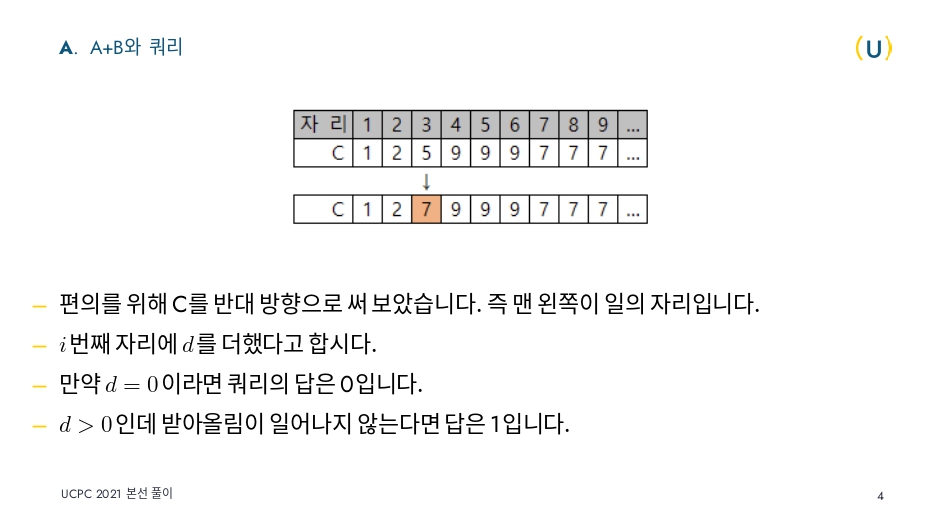 A. A+B와 쿼리
(U)
자 리 1 2 3 4 5 6 7 8 9 ...
C 1 2 5 9 9 9 7 7 7 ...
↓
C 1 2 7 9 9 9 7 7 7 ...
– 편의를 위해 C를 반대 방향으로 써 보았습니다. 즉 맨 왼쪽이 일의 자리입니다.
– i번째 자리에 d를 더했다고 합시다.
– 만약 d = 0이라면 쿼리의 답은 0입니다.
– d > 0인데 받아올림이 일어나지 않는다면 답은 1입니다.
UCPC 2021 본선 풀이
4